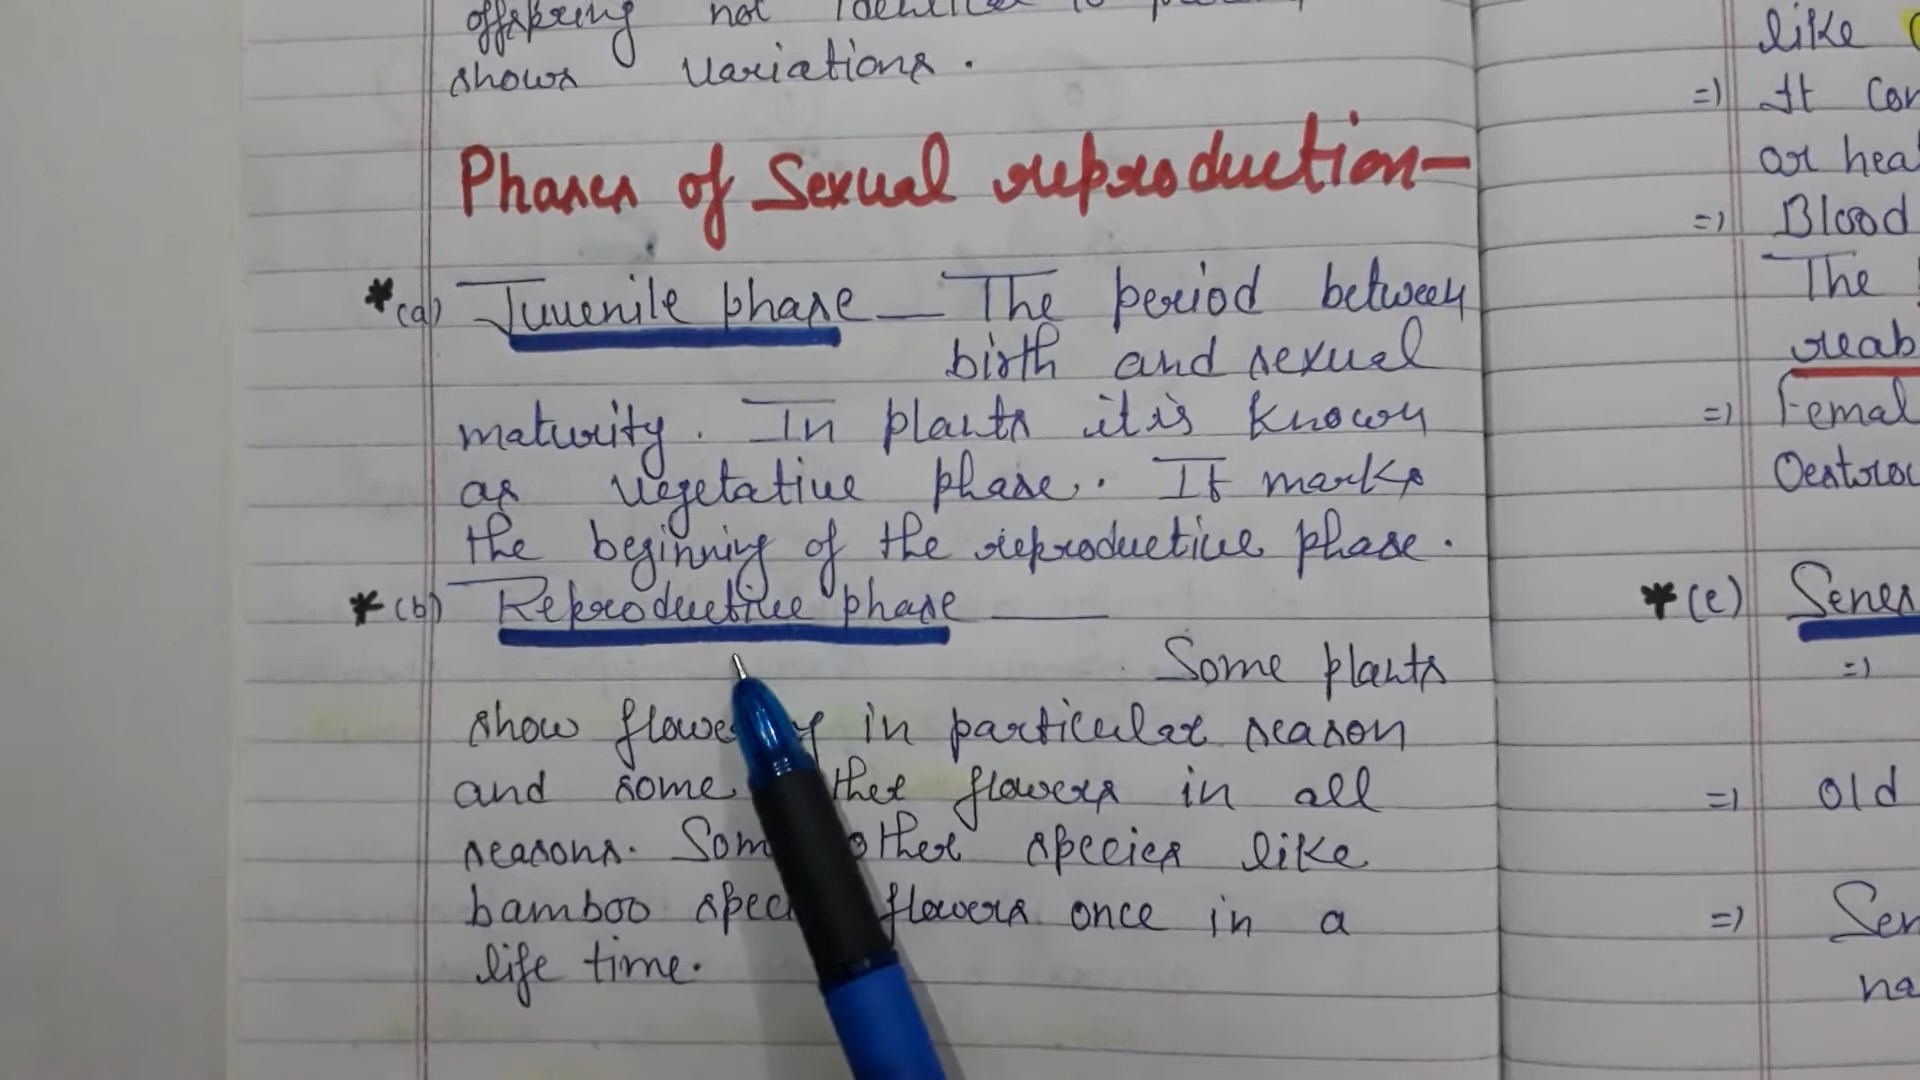 offspring not
shows variations.
Phases of Sexual reproduction-
*(a) Juvenile phase - The period between
birth and sexual
maturity. In plants it is known
as vegetative phase. It marks
the beginning of the reproductive phase.
*(b) Reproductive phase -
Some plants
show in particular season
and some flowers in all
seasons. other species like
bamboo flowers once in a
life time.
like
=) It
or
=) Blood
The
=)
*(e)
=)
=) Old
=)